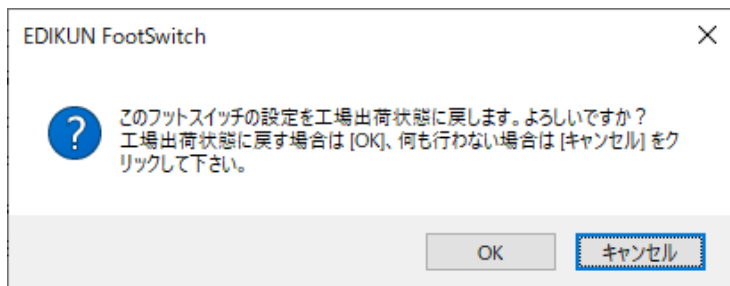 EDIKUN FootSwitch
このフットスイッチの設定を工場出荷状態に戻します。よろしいですか？
工場出荷状態に戻す場合は [OK]、何も行わない場合は [キャンセル] をク
リックして下さい。
OK
キャンセル